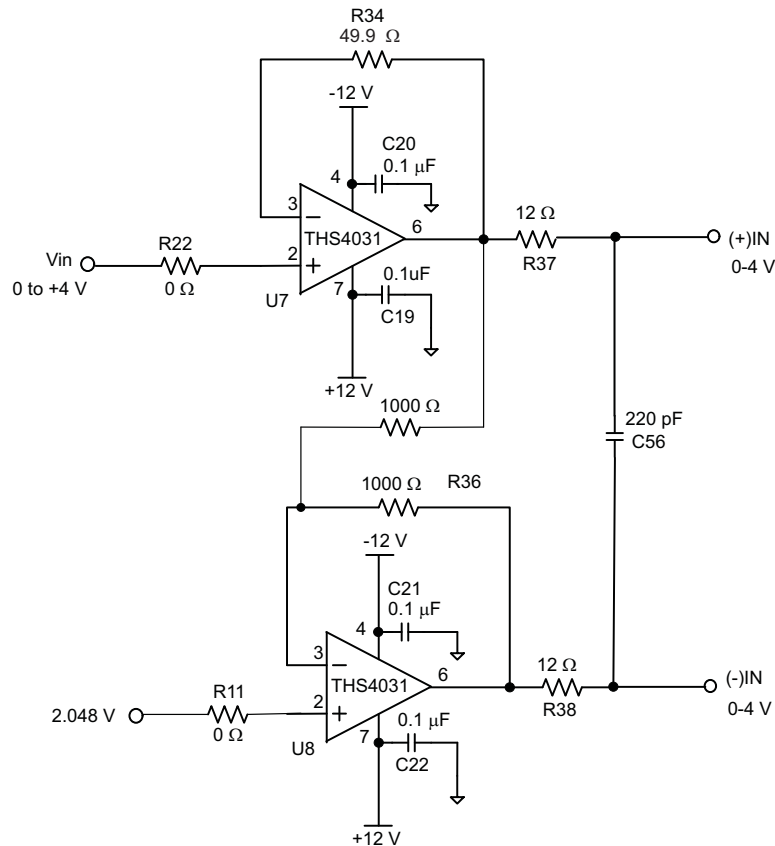 R34
49.9 Ω
-12 V
C20
0.1 μF
4
3
THS4031
6
12 Ω
(+)IN
R37
0-4 V
Vin
R22
2
0 to +4 V
0 Ω
U7
7
0.1uF
C19
+12 V
1000 Ω
220 pF
C56
1000 Ω
R36
-12 V
C21
0.1 μF
4
3
THS4031
6
12 Ω
(-)IN
R38
0-4 V
R11
2
2.048 V
0 Ω
U8
7
0.1 μF
C22
+12 V